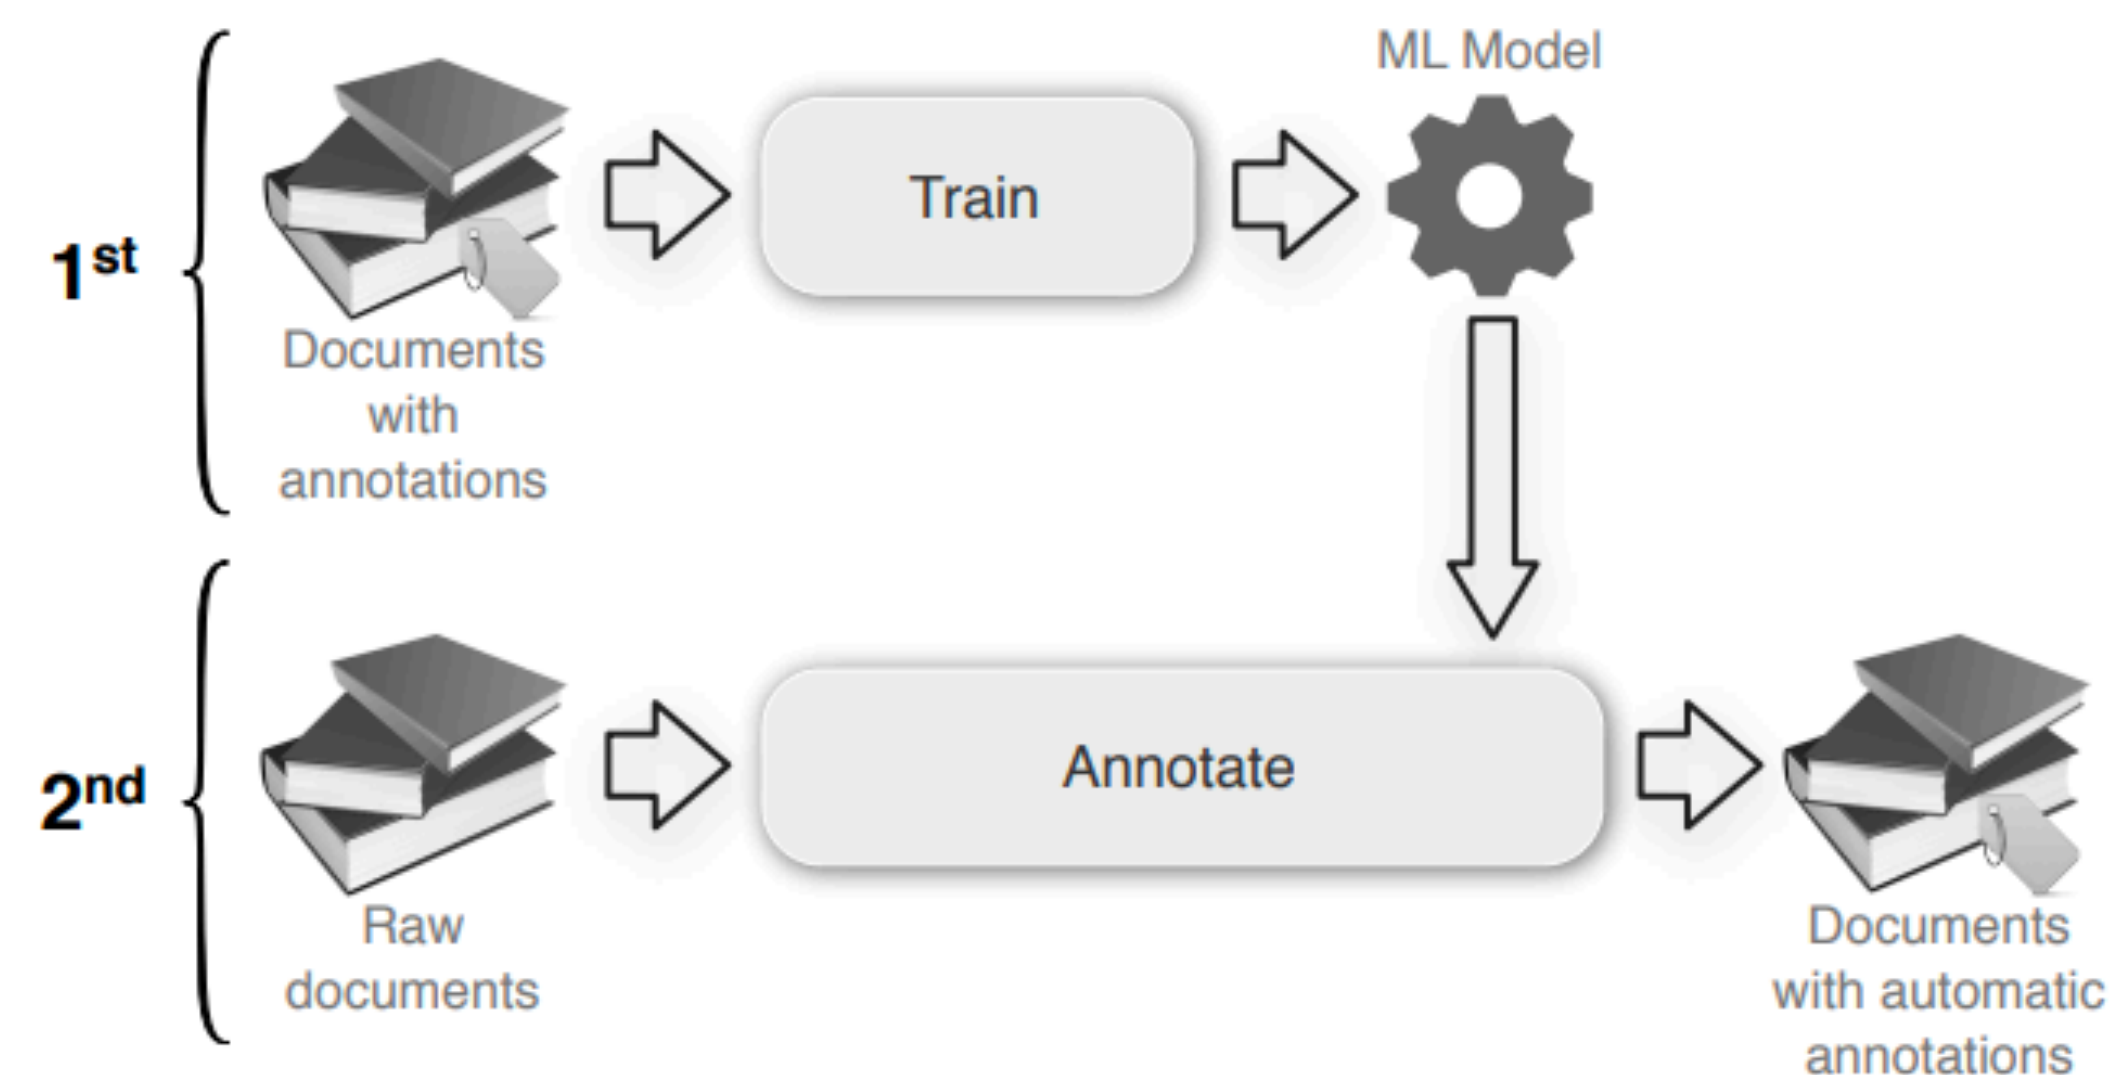 ML Model
Train
1st
Documents
with
annotations
2nd
Annotate
Raw
documents
Documents
with automatic
annotations